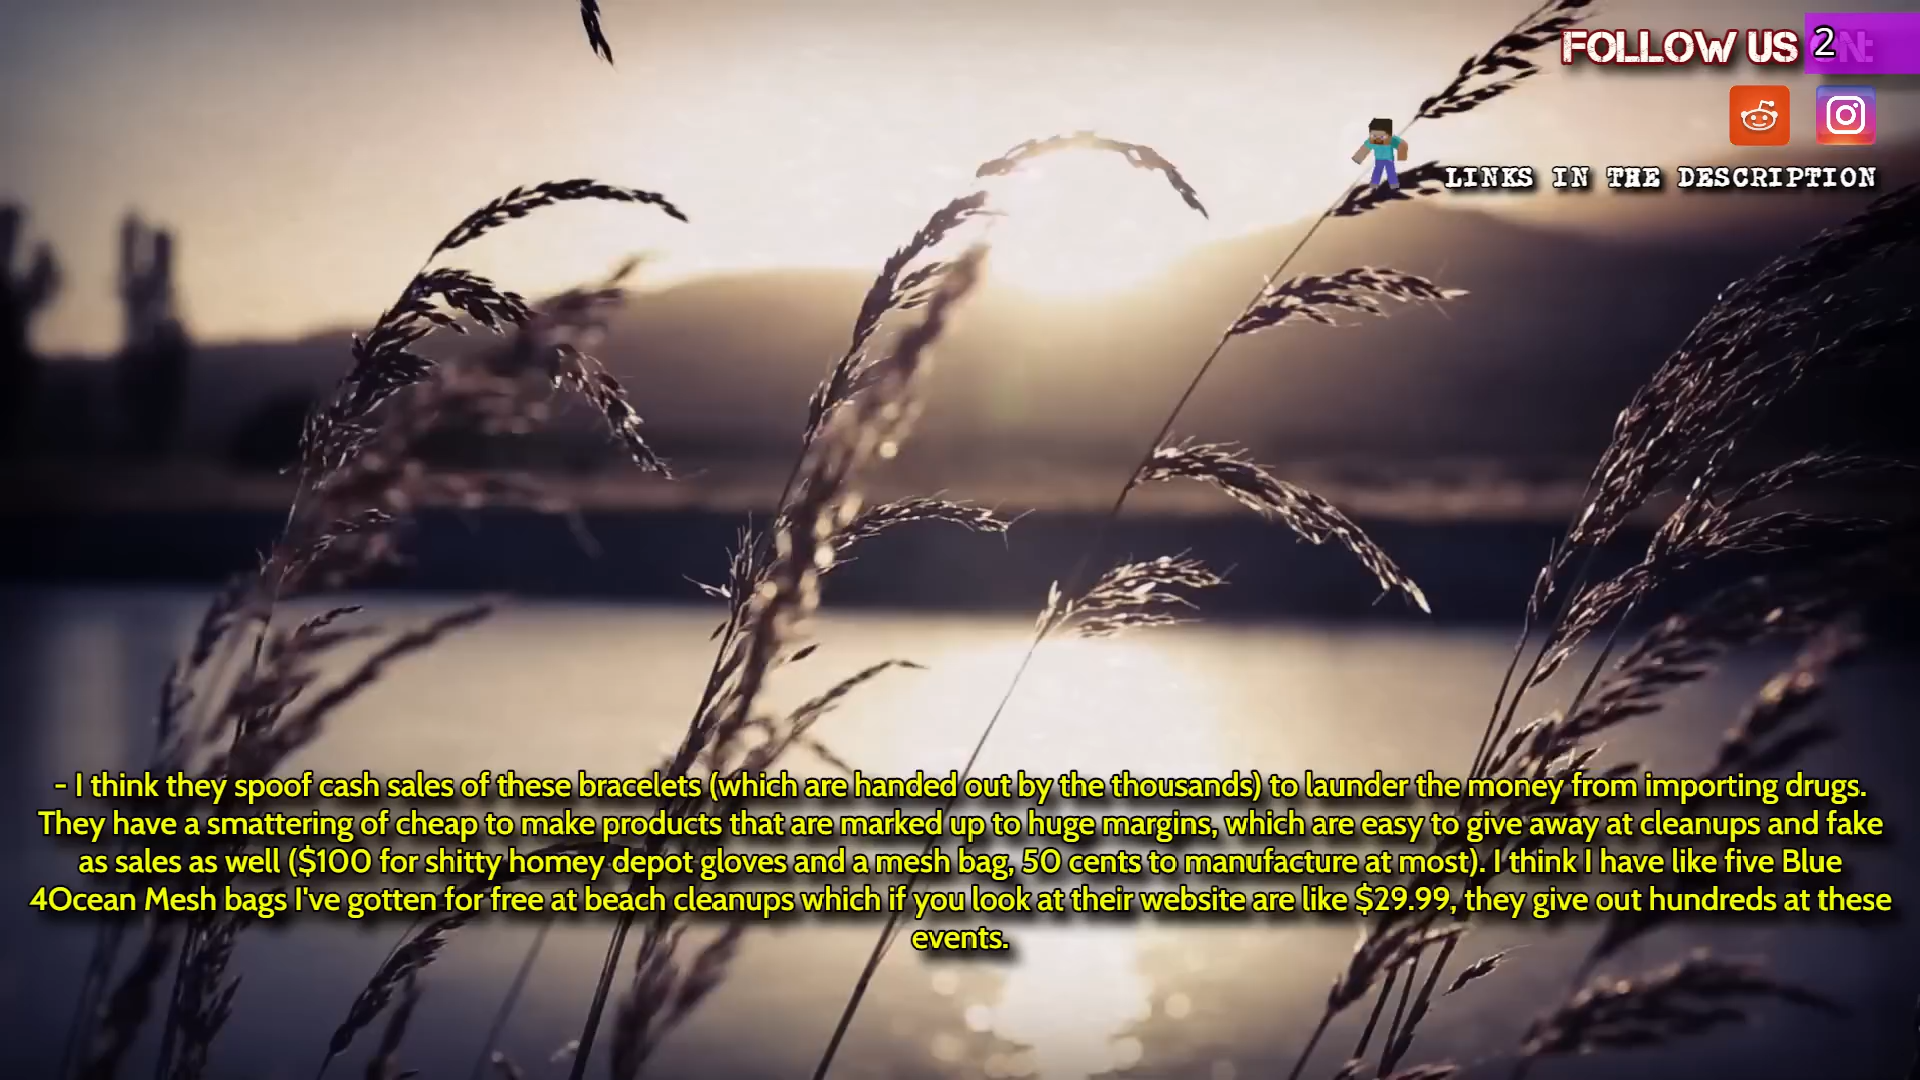 FOLLOW US ON:
2
LINKS IN THE DESCRIPTION
- I think they spoof cash sales of these bracelets (which are handed out by the thousands) to launder the money from importing drugs.
They have a smattering of cheap to make products that are marked up to huge margins, which are easy to give away at cleanups and fake
as sales as well ($100 for shitty homey depot gloves and a mesh bag, 50 cents to manufacture at most). I think I have like five Blue
4Ocean Mesh bags I've gotten for free at beach cleanups which if you look at their website are like $29.99, they give out hundreds at these
events.